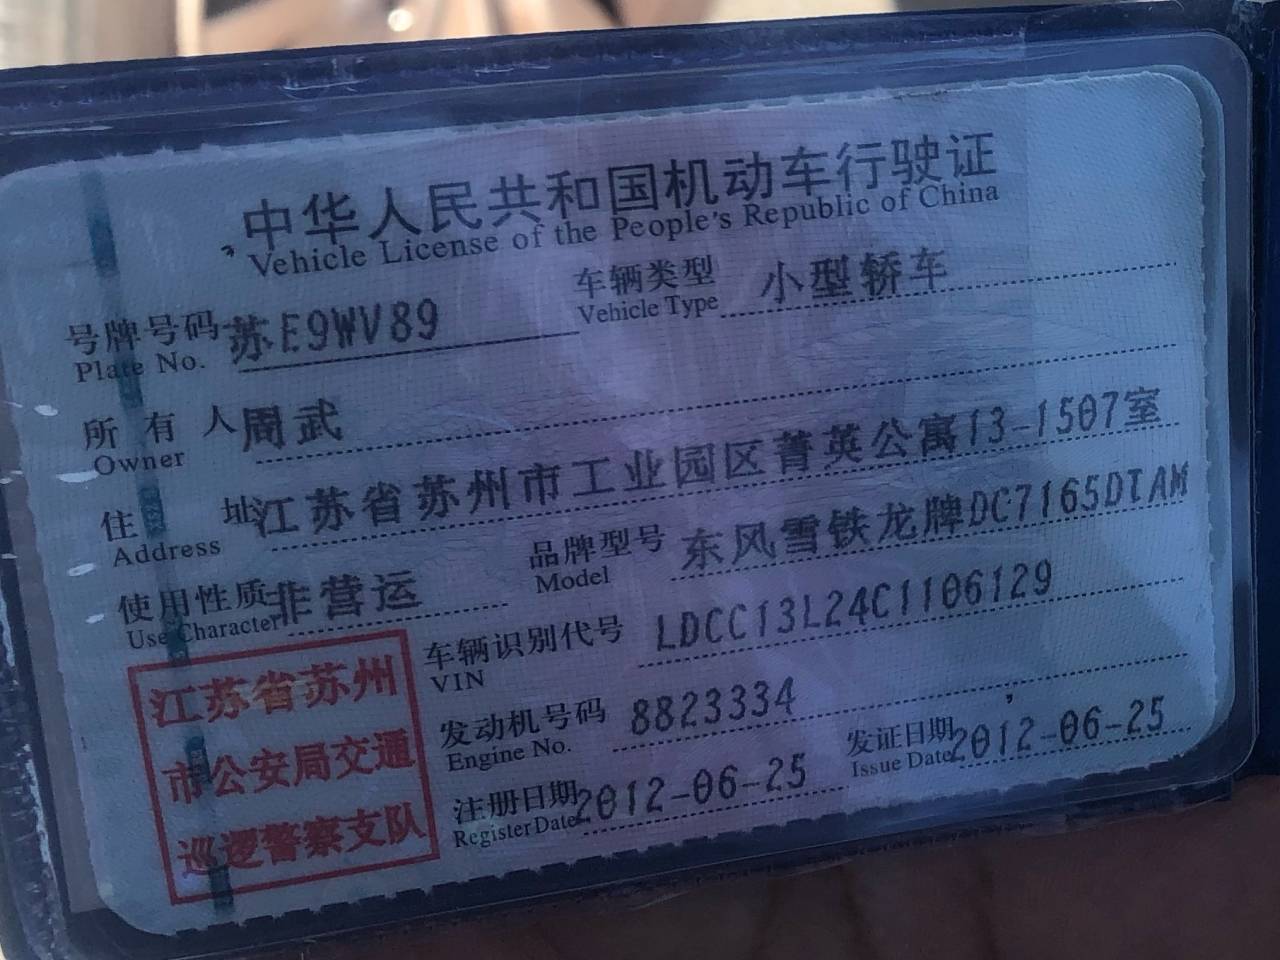 中华人民共和国机动车行驶证
Vehicle License of the People's Republic of China
号牌号码 苏E9WV89 车辆类型 小型轿车
Plate No. Vehicle Type
所有人 周武
Owner
住址 江苏省苏州市工业园区菁英公寓13-1507室
Address
使用性质 非营运 品牌型号 东风雪铁龙牌DC7165DTAM
Use Character Model
江苏省苏州
市公安局交通
巡逻警察支队
车辆识别代号 LDCC13L24C1106129
VIN
发动机号码 8823334
Engine No.
注册日期 2012-06-25 发证日期 2012-06-25
Register Date Issue Date